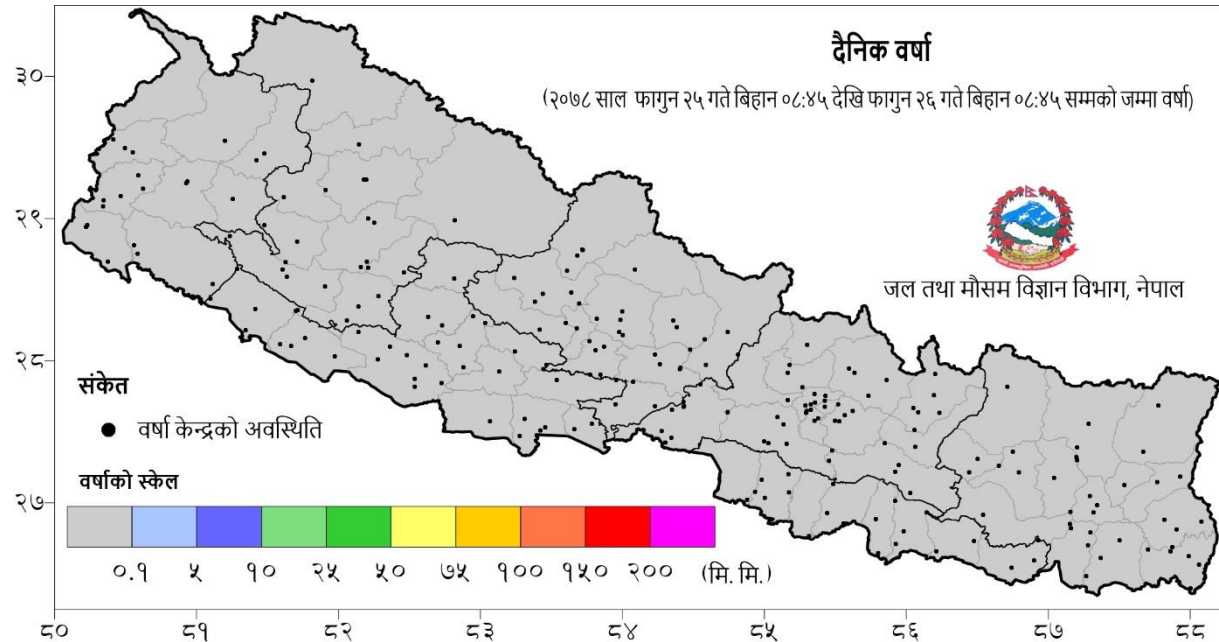 दैनिक वर्षा
(२०७८ साल फागुन २५ गते बिहान ०८:४५ देखि फागुन २६ गते बिहान ०८:४५ सम्मको जम्मा वर्षा)
३०
२९
जल तथा मौसम विज्ञान विभाग, नेपाल
२८
संकेत
वर्षा केन्द्रको अवस्थिति
वर्षाको स्केल
२७
०.१ ५ १० २५ ५० ७५ १०० १५० २०० (मि. मि.)
८० ८१ ८२ ८३ ८४ ८५ ८६ ८७ ८८